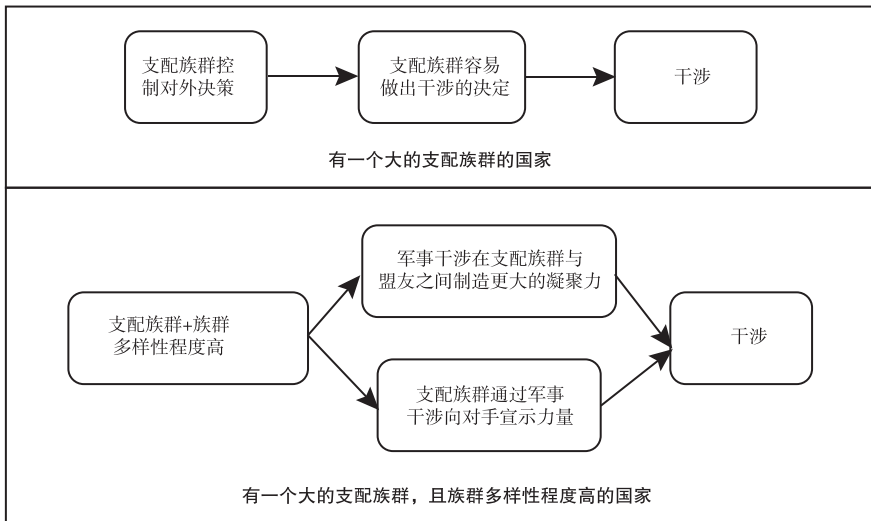 支配族群控
制对外决策
支配族群容易
做出干涉的决定
干涉
有一个大的支配族群的国家
军事干涉在支配族群与
盟友之间制造更大的凝聚力
支配族群+族群
多样性程度高
干涉
支配族群通过军事
干涉向对手宣示力量
有一个大的支配族群，且族群多样性程度高的国家